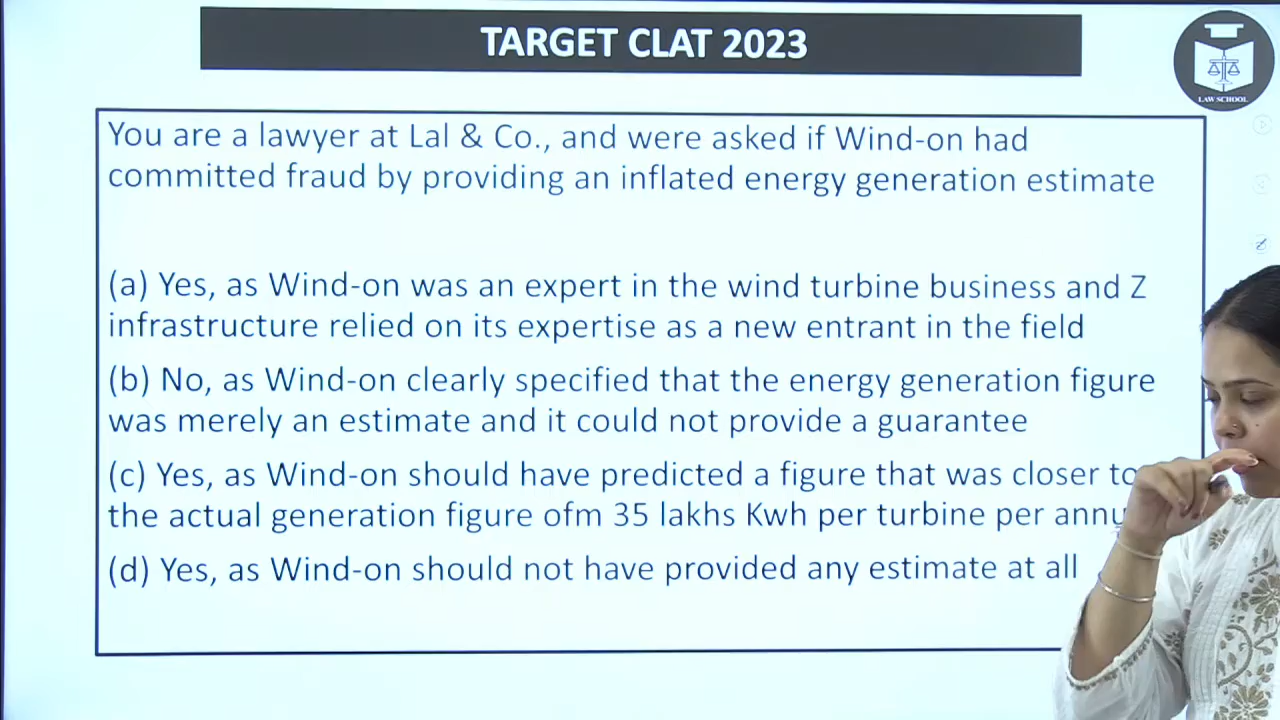 TARGET CLAT 2023
LAW SCHOOL
You are a lawyer at Lal & Co., and were asked if Wind-on had
committed fraud by providing an inflated energy generation estimate
(a) Yes, as Wind-on was an expert in the wind turbine business and Z
infrastructure relied on its expertise as a new entrant in the field
(b) No, as Wind-on clearly specified that the energy generation figure
was merely an estimate and it could not provide a guarantee
(c) Yes, as Wind-on should have predicted a figure that was closer to
the actual generation figure ofm 35 lakhs Kwh per turbine per
(d) Yes, as Wind-on should not have provided any estimate at all